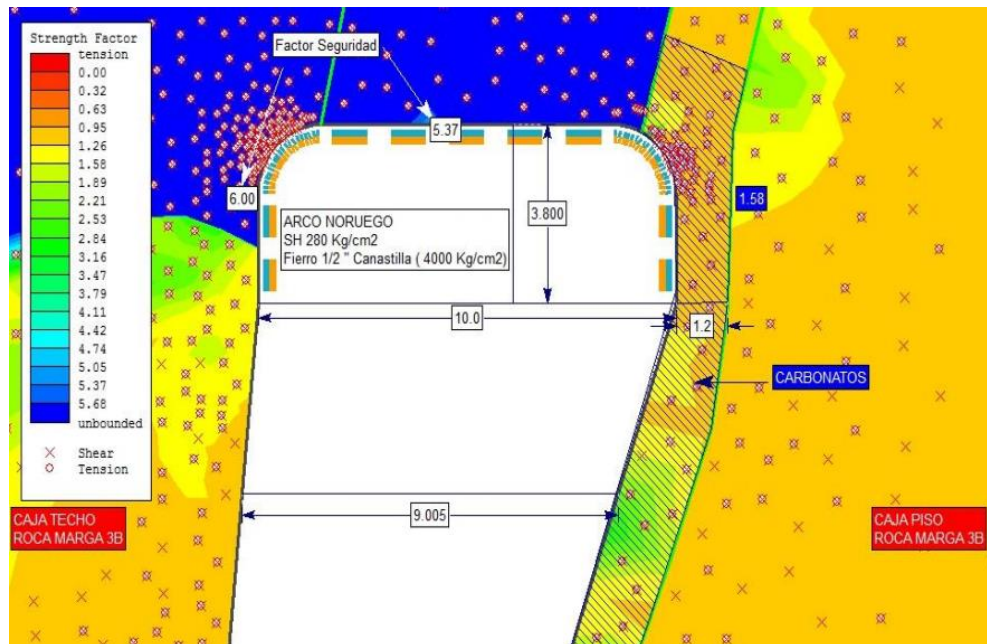 Strength Factor
tension
0.00
0.32
0.63
0.95
1.26
1.58
1.89
2.21
2.53
2.84
3.16
3.47
3.79
4.11
4.42
4.74
5.05
5.37
5.68
unbounded
Shear
Tension
Factor Seguridad
5.37
6.00
1.58
3.800
ARCO NORUEGO
SH 280 Kg/cm2
Fierro 1/2 " Canastilla ( 4000 Kg/cm2)
10.0
1.2
CARBONATOS
9.005
CAJA TECHO
ROCA MARGA 3B
CAJA PISO
ROCA MARGA 3B